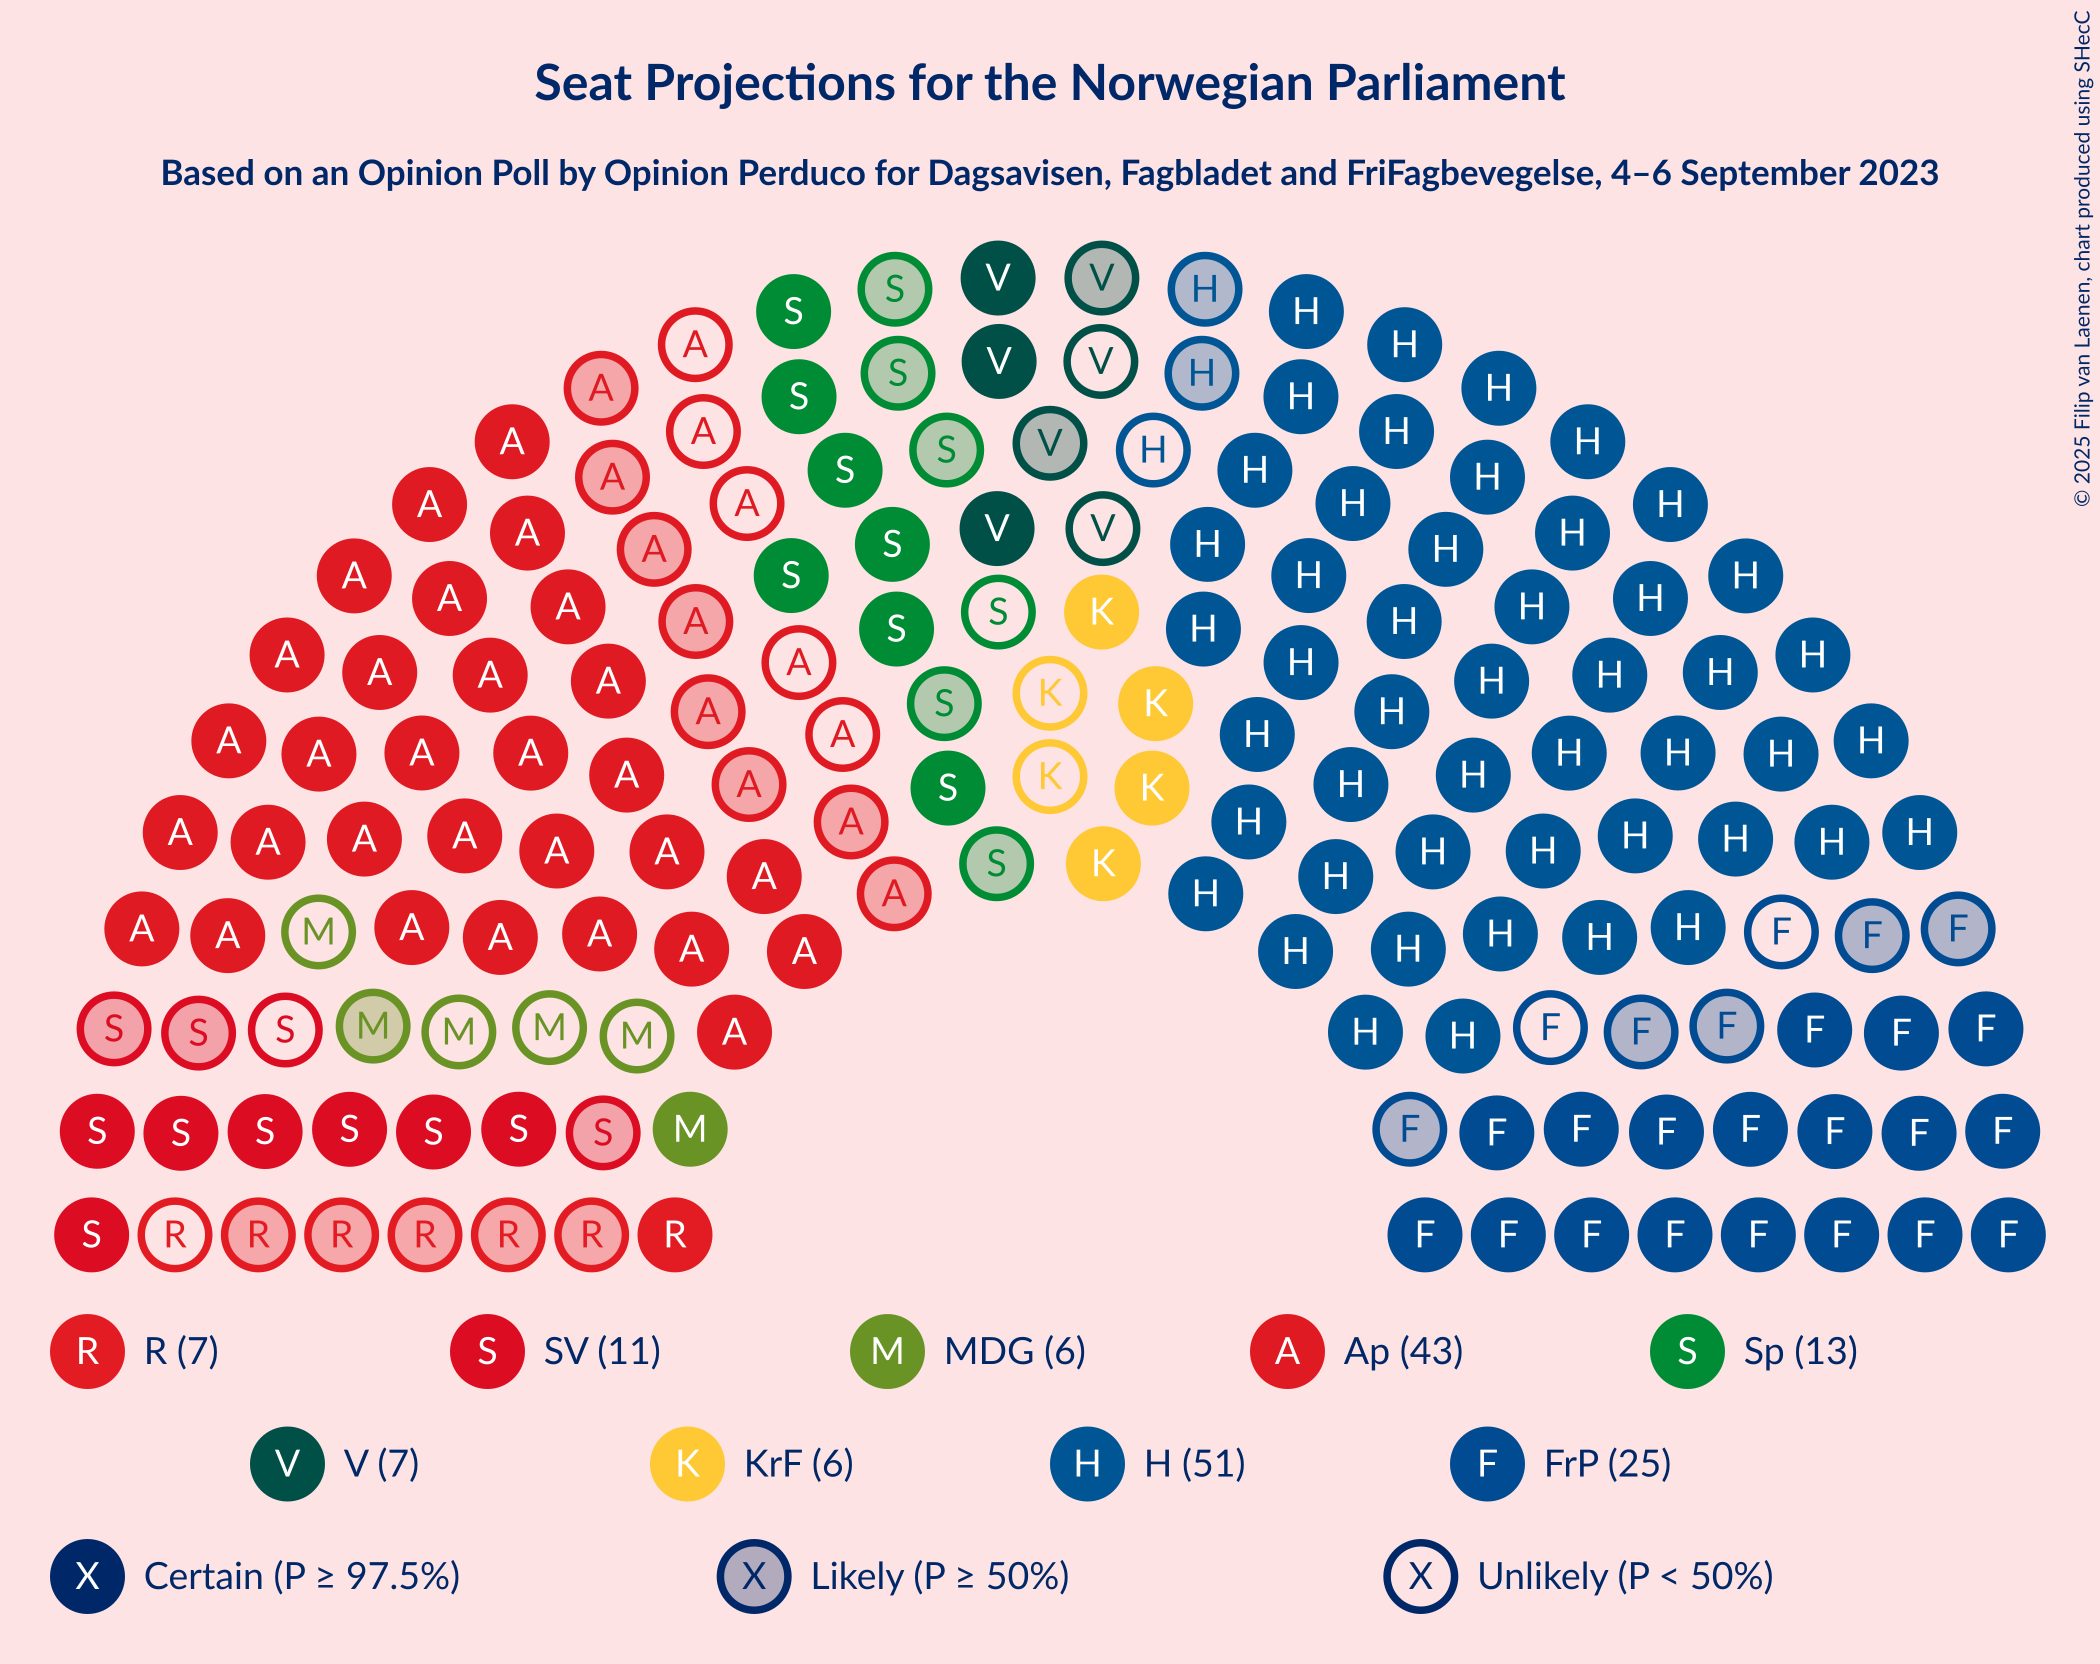 Seat Projections for the Norwegian Parliament
Based on an Opinion Poll by Opinion Perduco for Dagsavisen, Fagbladet and FriFagbevegelse, 4–6 September 2023
© 2025 Filip van Laenen, chart produced using SHecC
S S V V H H H
A S V V H H
A A S S V H H H H
A A A S V V H H H H
A A A S S H H H H
A A A A S K H H H H
A A A A S K H H H H
A A A A A A S K K H H H H H H
A A A A A A A S K K H H H H H H H
A A A A A A A A S K H H H H H H H H
A A M A A A A A A H H H H H H F F F
S S S M M M M A H H F F F F F F
S S S S S S S M F F F F F F F F
S R R R R R R R F F F F F F F F
R R (7) S SV (11) M MDG (6) A Ap (43) S Sp (13)
V V (7) K KrF (6) H H (51) F FrP (25)
X Certain (P ≥ 97.5%) X Likely (P ≥ 50%) X Unlikely (P < 50%)